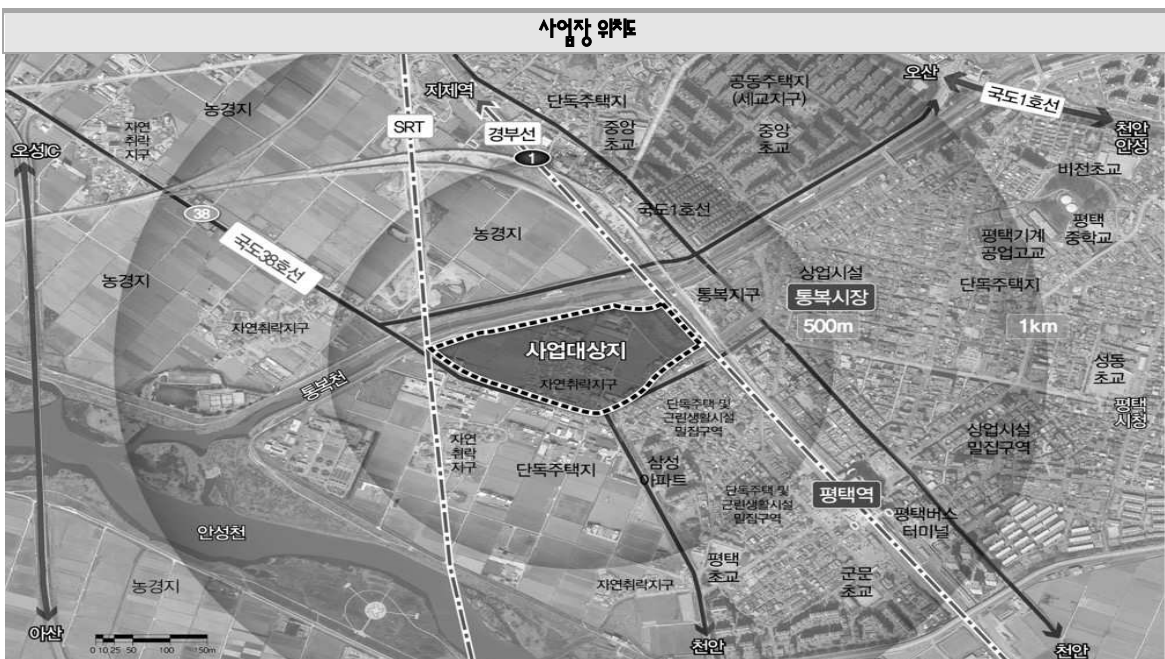 사업장 위치도
지제역
오산
국도1호선
천안
안성
농경지
단독주택지
공동주택지
(세교지구)
자연
취락
지구
SRT
경부선
1
중앙
초교
중앙
초교
오성IC
비전초교
38
국도38호선
농경지
국도1호선
평택
중학교
평택기계
공업고교
농경지
상업시설
통복지구
통복시장
단독주택지
자연취락지구
500m
1km
사업대상지
자연취락지구
성동
초교
통복천
단독주택 및
근린생활시설
밀집구역
평택
시청
상업시설
밀집구역
자연
취락
지구
단독주택지
삼성
아파트
단독주택 및
근린생활시설
밀집구역
평택역
평택버스
터미널
안성천
평택
초교
군문
초교
농경지
자연취락지구
아산
0 10.25 50 100 150m
천안
천안